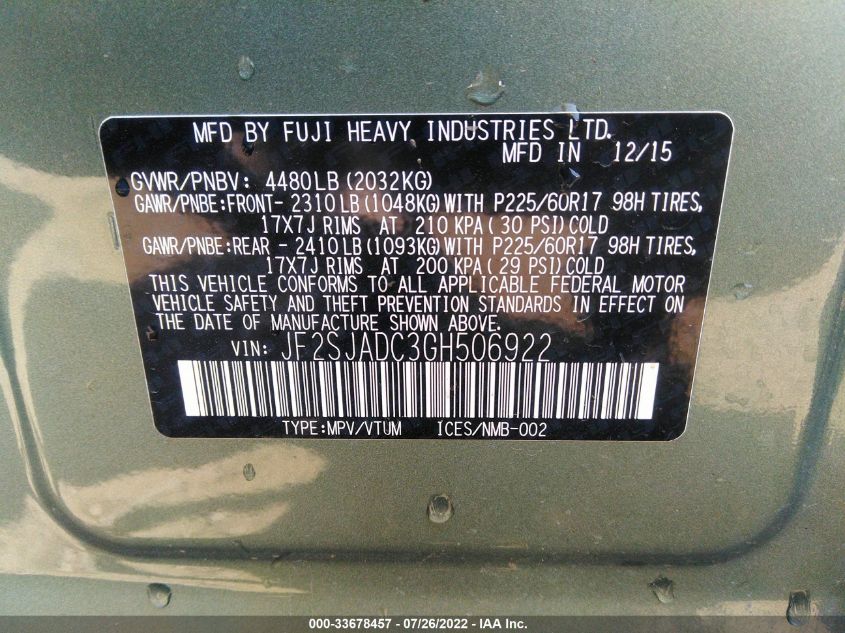 MFD BY FUJI HEAVY INDUSTRIES LTD.
MFD IN 12/15
GVWR/PNBV: 4480LB (2032KG)
GAWR/PNBE:FRONT- 2310LB (1048KG) WITH P225/60R17 98H TIRES,
17X7J RIMS AT 210 KPA ( 30 PSI) COLD
GAWR/PNBE:REAR - 2410LB (1093KG) WITH P225/60R17 98H TIRES,
17X7J RIMS AT 200 KPA ( 29 PSI) COLD
THIS VEHICLE CONFORMS TO ALL APPLICABLE FEDERAL MOTOR
VEHICLE SAFETY AND THEFT PREVENTION STANDARDS IN EFFECT ON
THE DATE OF MANUFACTURE SHOWN ABOVE.
VIN: JF2SJADC3GH506922
TYPE:MPV/VTUM ICES/NMB-002
000-33678457 - 07/26/2022 - IAA Inc.